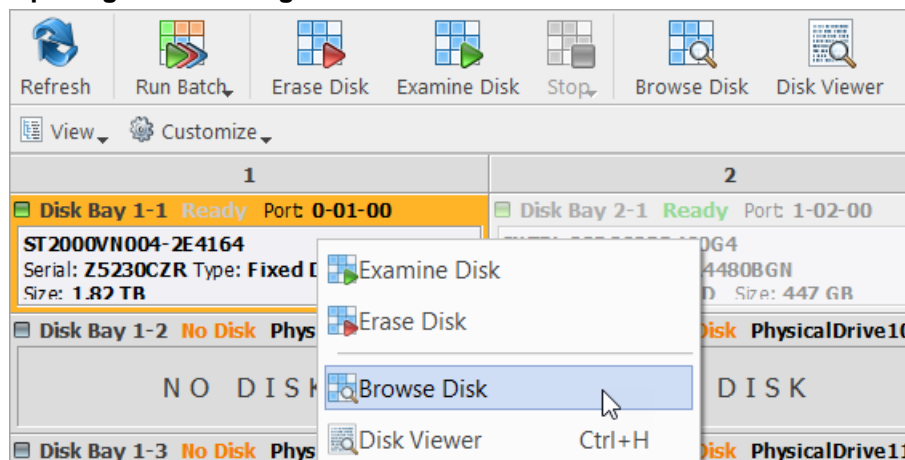 Refresh Run Batch Erase Disk Examine Disk Stop Browse Disk Disk Viewer
View Customize
1 2
Disk Bay 1-1 Ready Port: 0-01-00 Disk Bay 2-1 Ready Port: 1-02-00
ST2000VN004-2E4164
Serial: Z5230CZR Type: Fixed 4480BGN
Size: 1.82 TB Size: 447 GB
Examine Disk
Erase Disk
Disk Bay 1-2 No Disk Disk PhysicalDrive10
NO DISK
Browse Disk
Disk Viewer Ctrl+H
Disk Bay 1-3 No Disk Disk PhysicalDrive11